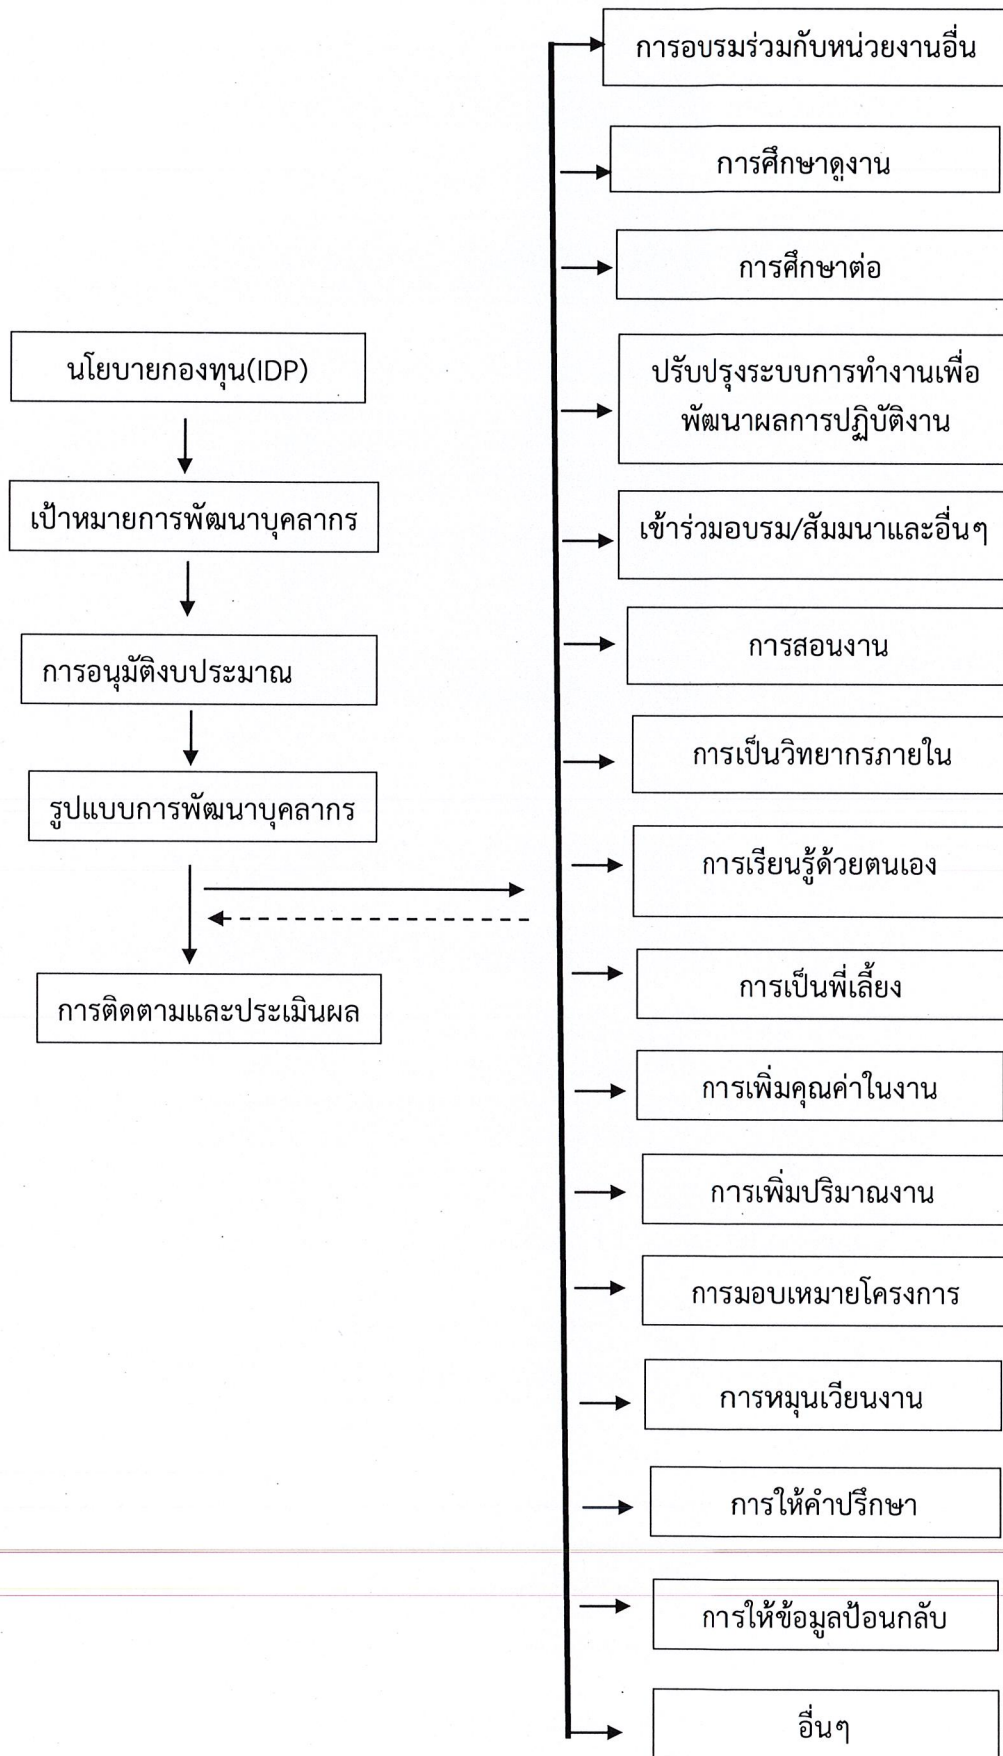 นโยบายกองทุน(IDP)
เป้าหมายการพัฒนาบุคลากร
การอนุมัติงบประมาณ
รูปแบบการพัฒนาบุคลากร
การติดตามและประเมินผล
การอบรมร่วมกับหน่วยงานอื่น
การศึกษาดูงาน
การศึกษาต่อ
ปรับปรุงระบบการทำงานเพื่อ
พัฒนาผลการปฏิบัติงาน
เข้าร่วมอบรม/สัมมนาและอื่นๆ
การสอนงาน
การเป็นวิทยากรภายใน
การเรียนรู้ด้วยตนเอง
การเป็นพี่เลี้ยง
การเพิ่มคุณค่าในงาน
การเพิ่มปริมาณงาน
การมอบเหมายโครงการ
การหมุนเวียนงาน
การให้คำปรึกษา
การให้ข้อมูลป้อนกลับ
อื่นๆ